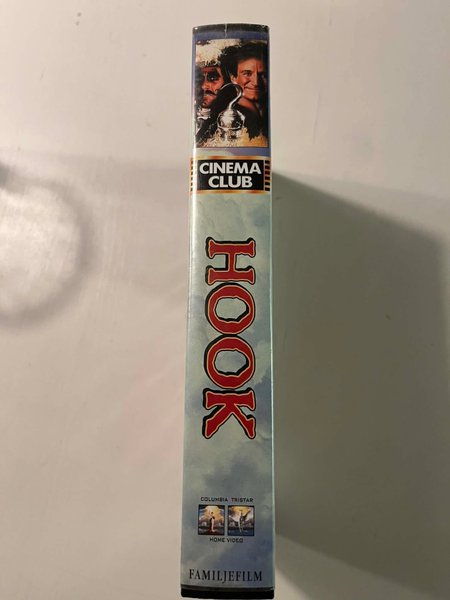 CINEMA
CLUB
HOOK
COLUMBIA TRISTAR
HOME VIDEO
FAMILJEFILM